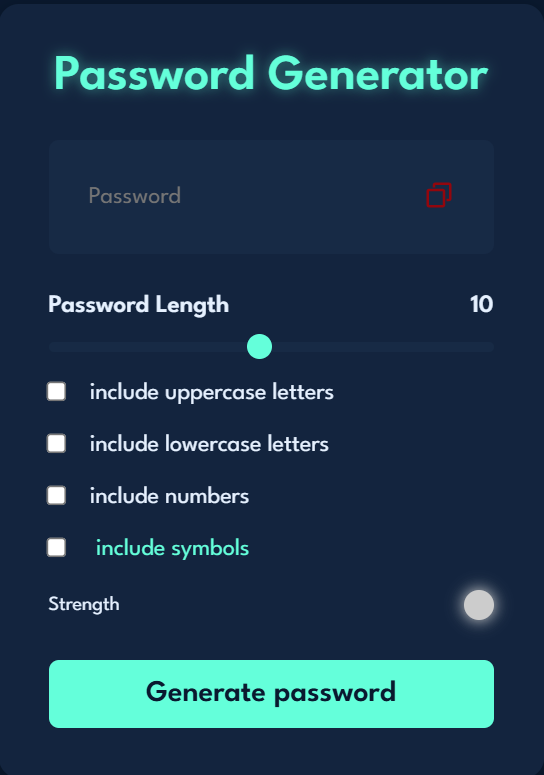 Password Generator
Password
Password Length 10
include uppercase letters
include lowercase letters
include numbers
include symbols
Strength
Generate password